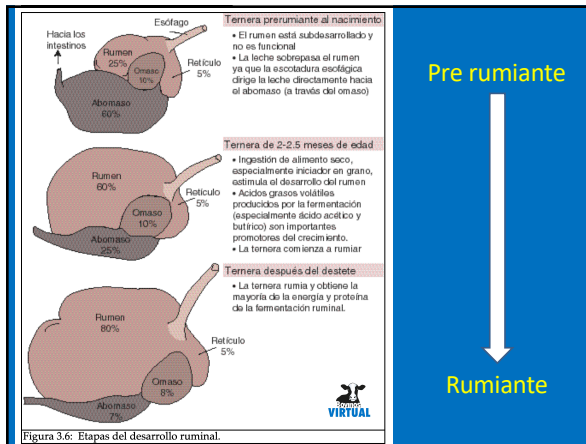 Esófago
Hacia los
intestinos
Rumen
25%
Omaso
10%
Retículo
5%
Abomaso
60%
Ternera prerumiante al nacimiento
• El rumen está subdesarrollado y
no es funcional
• La leche sobrepasa el rumen
ya que la escotadura esofágica
dirige la leche directamente hacia
el abomaso (a través del omaso)
Rumen
60%
Retículo
5%
Omaso
10%
Abomaso
25%
Ternera de 2-2.5 meses de edad
• Ingestión de alimento seco,
especialmente iniciador en grano,
estimula el desarrollo del rumen
• Acidos grasos volátiles
producidos por la fermentación
(especialmente ácido acético y
butírico) son importantes
promotores del crecimiento.
• La ternera comienza a rumiar
Rumen
80%
Retículo
5%
Omaso
8%
Abomaso
7%
Ternera después del destete
• La ternera rumia y obtiene la
mayoría de la energía y proteína
de la fermentación ruminal.
VIRTUAL
Figura 3.6: Etapas del desarrollo ruminal.
Pre rumiante
Rumiante